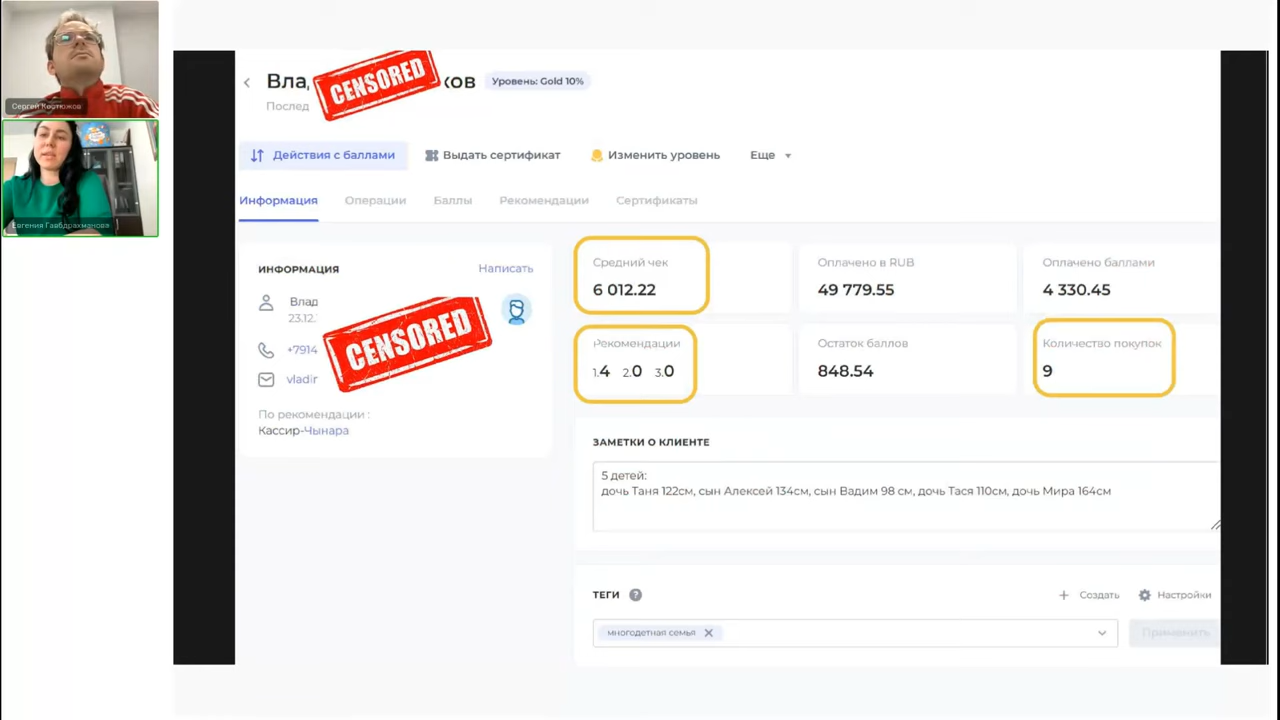 Сергей Костюжов
Евгения Гавбдрахманова
Влад
CENSORED
ков
Уровень: Gold 10%
Послед
Действия с баллами
Выдать сертификат
Изменить уровень
Еще
Информация
Операции
Баллы
Рекомендации
Сертификаты
ИНФОРМАЦИЯ
Написать
Влад
23.12.
+7914
vladir
CENSORED
По рекомендации :
Кассир-Чынара
Средний чек
6 012.22
Оплачено в RUB
49 779.55
Оплачено баллами
4 330.45
Рекомендации
1.4 2.0 3.0
Остаток баллов
848.54
Количество покупок
9
ЗАМЕТКИ О КЛИЕНТЕ
5 детей:
дочь Таня 122см, сын Алексей 134см, сын Вадим 98 см, дочь Тася 110см, дочь Мира 164см
ТЕГИ ?
+ Создать
Настройки
многодетная семья
Применить